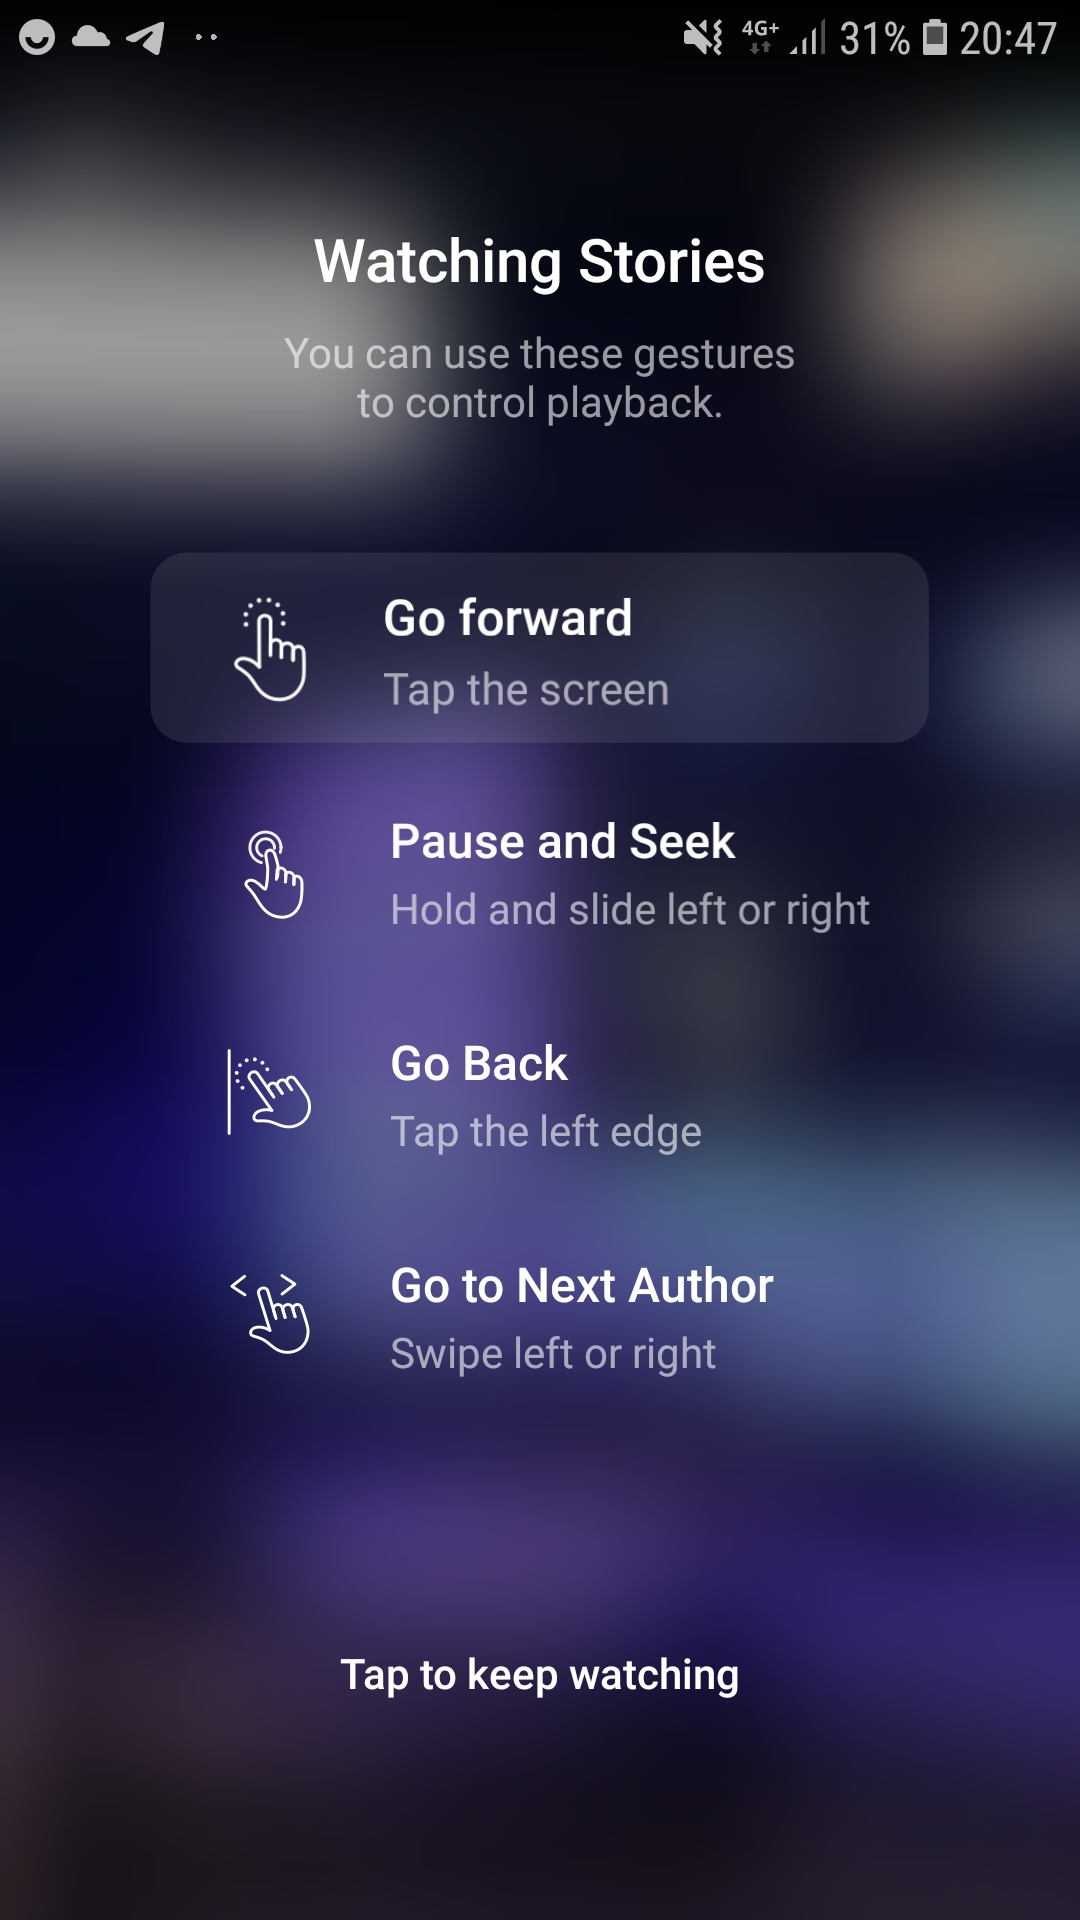 4G+ 31% 20:47
Watching Stories
You can use these gestures
to control playback.
Go forward
Tap the screen
Pause and Seek
Hold and slide left or right
Go Back
Tap the left edge
Go to Next Author
Swipe left or right
Tap to keep watching